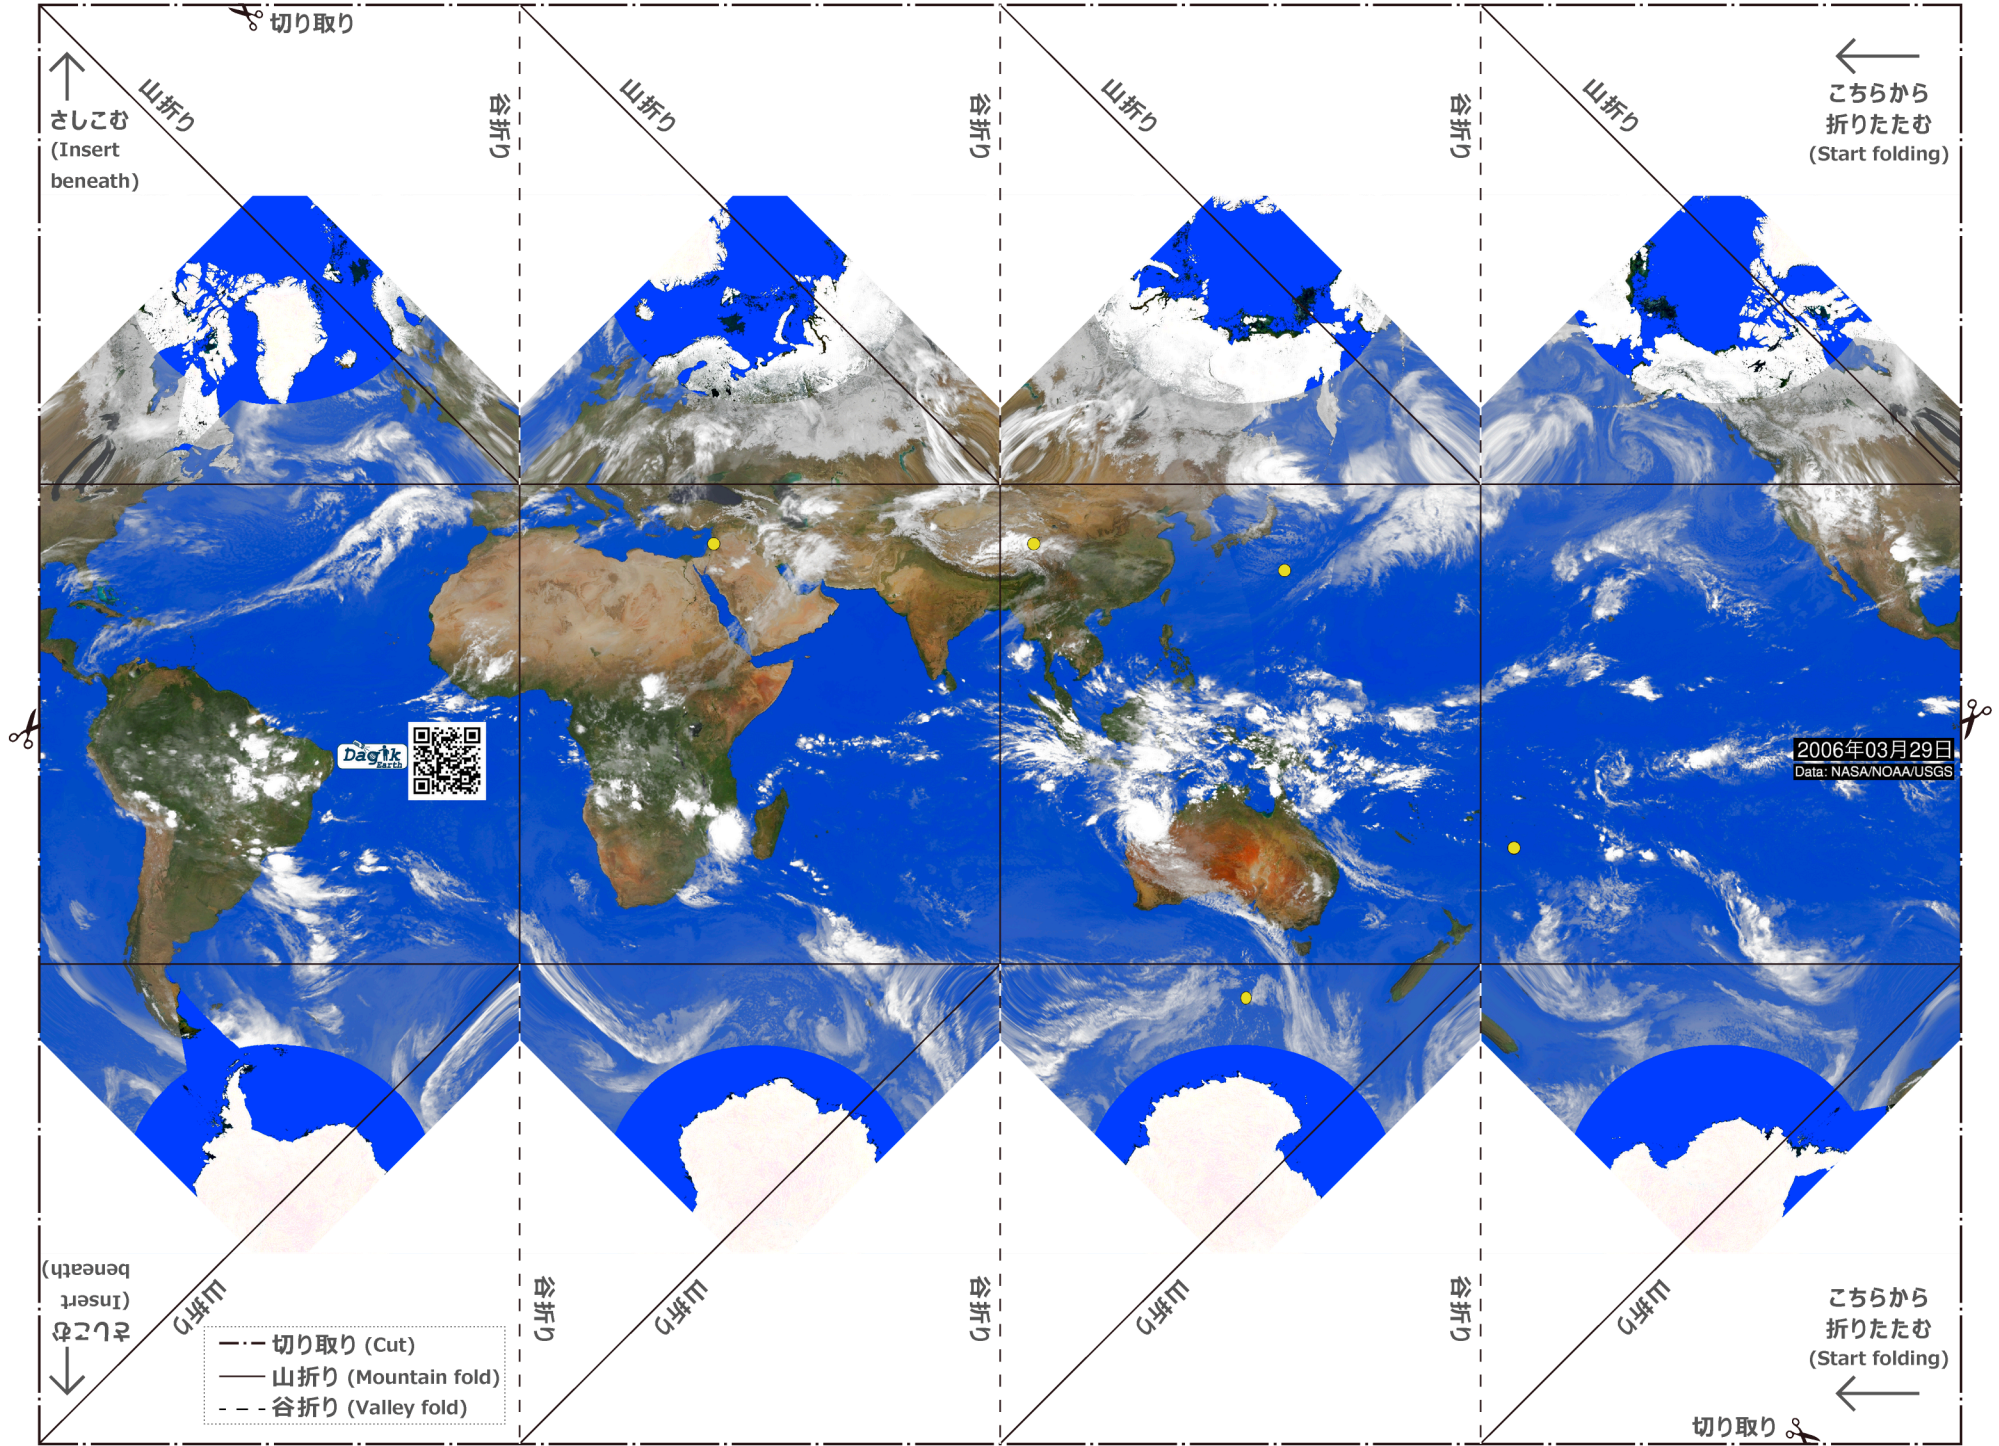 切り取り
さしこむ
(Insert
beneath)
山折り
谷折り
山折り
谷折り
山折り
谷折り
山折り
こちらから
折りたたむ
(Start folding)
Dagik
Earth
2006年03月29日
Data: NASA/NOAA/USGS
さしこむ
(Insert
beneath)
山折り
谷折り
山折り
谷折り
山折り
谷折り
山折り
こちらから
折りたたむ
(Start folding)
切り取り (Cut)
山折り (Mountain fold)
谷折り (Valley fold)
切り取り